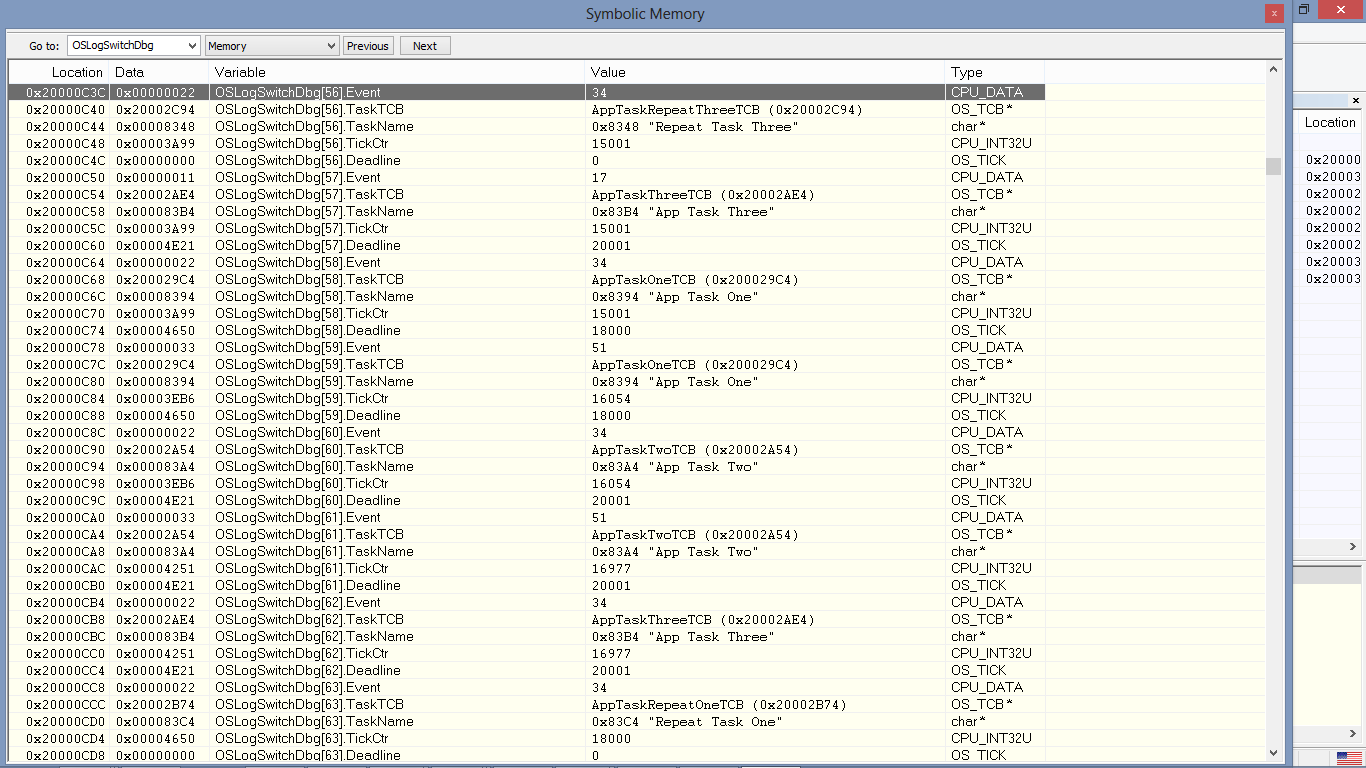 Symbolic Memory
Go to: OSLogSwitchDbg Memory Previous Next
Location Data Variable Value Type
0x20000C3C 0x00000022 OSLogSwitchDbg[56].Event 34 CPU_DATA
0x20000C40 0x20002C94 OSLogSwitchDbg[56].TaskTCB AppTaskRepeatThreeTCB (0x20002C94) OS_TCB*
0x20000C44 0x00008348 OSLogSwitchDbg[56].TaskName 0x8348 "Repeat Task Three" char*
0x20000C48 0x00003A99 OSLogSwitchDbg[56].TickCtr 15001 CPU_INT32U
0x20000C4C 0x00000000 OSLogSwitchDbg[56].Deadline 0 OS_TICK
0x20000C50 0x00000011 OSLogSwitchDbg[57].Event 17 CPU_DATA
0x20000C54 0x20002AE4 OSLogSwitchDbg[57].TaskTCB AppTaskThreeTCB (0x20002AE4) OS_TCB*
0x20000C58 0x000083B4 OSLogSwitchDbg[57].TaskName 0x83B4 "App Task Three" char*
0x20000C5C 0x00003A99 OSLogSwitchDbg[57].TickCtr 15001 CPU_INT32U
0x20000C60 0x00004E21 OSLogSwitchDbg[57].Deadline 20001 OS_TICK
0x20000C64 0x00000022 OSLogSwitchDbg[58].Event 34 CPU_DATA
0x20000C68 0x200029C4 OSLogSwitchDbg[58].TaskTCB AppTaskOneTCB (0x200029C4) OS_TCB*
0x20000C6C 0x00008394 OSLogSwitchDbg[58].TaskName 0x8394 "App Task One" char*
0x20000C70 0x00003A99 OSLogSwitchDbg[58].TickCtr 15001 CPU_INT32U
0x20000C74 0x00004650 OSLogSwitchDbg[58].Deadline 18000 OS_TICK
0x20000C78 0x00000033 OSLogSwitchDbg[59].Event 51 CPU_DATA
0x20000C7C 0x200029C4 OSLogSwitchDbg[59].TaskTCB AppTaskOneTCB (0x200029C4) OS_TCB*
0x20000C80 0x00008394 OSLogSwitchDbg[59].TaskName 0x8394 "App Task One" char*
0x20000C84 0x00003EB6 OSLogSwitchDbg[59].TickCtr 16054 CPU_INT32U
0x20000C88 0x00004650 OSLogSwitchDbg[59].Deadline 18000 OS_TICK
0x20000C8C 0x00000022 OSLogSwitchDbg[60].Event 34 CPU_DATA
0x20000C90 0x20002A54 OSLogSwitchDbg[60].TaskTCB AppTaskTwoTCB (0x20002A54) OS_TCB*
0x20000C94 0x000083A4 OSLogSwitchDbg[60].TaskName 0x83A4 "App Task Two" char*
0x20000C98 0x00003EB6 OSLogSwitchDbg[60].TickCtr 16054 CPU_INT32U
0x20000C9C 0x00004E21 OSLogSwitchDbg[60].Deadline 20001 OS_TICK
0x20000CA0 0x00000033 OSLogSwitchDbg[61].Event 51 CPU_DATA
0x20000CA4 0x20002A54 OSLogSwitchDbg[61].TaskTCB AppTaskTwoTCB (0x20002A54) OS_TCB*
0x20000CA8 0x000083A4 OSLogSwitchDbg[61].TaskName 0x83A4 "App Task Two" char*
0x20000CAC 0x00004251 OSLogSwitchDbg[61].TickCtr 16977 CPU_INT32U
0x20000CB0 0x00004E21 OSLogSwitchDbg[61].Deadline 20001 OS_TICK
0x20000CB4 0x00000022 OSLogSwitchDbg[62].Event 34 CPU_DATA
0x20000CB8 0x20002AE4 OSLogSwitchDbg[62].TaskTCB AppTaskThreeTCB (0x20002AE4) OS_TCB*
0x20000CBC 0x000083B4 OSLogSwitchDbg[62].TaskName 0x83B4 "App Task Three" char*
0x20000CC0 0x00004251 OSLogSwitchDbg[62].TickCtr 16977 CPU_INT32U
0x20000CC4 0x00004E21 OSLogSwitchDbg[62].Deadline 20001 OS_TICK
0x20000CC8 0x00000022 OSLogSwitchDbg[63].Event 34 CPU_DATA
0x20000CCC 0x20002B74 OSLogSwitchDbg[63].TaskTCB AppTaskRepeatOneTCB (0x20002B74) OS_TCB*
0x20000CD0 0x000083C4 OSLogSwitchDbg[63].TaskName 0x83C4 "Repeat Task One" char*
0x20000CD4 0x00004650 OSLogSwitchDbg[63].TickCtr 18000 CPU_INT32U
0x20000CD8 0x00000000 OSLogSwitchDbg[63].Deadline 0 OS_TICK
Location
0x20000
0x20003
0x20002
0x20002
0x20002
0x20002
0x20003
0x20003